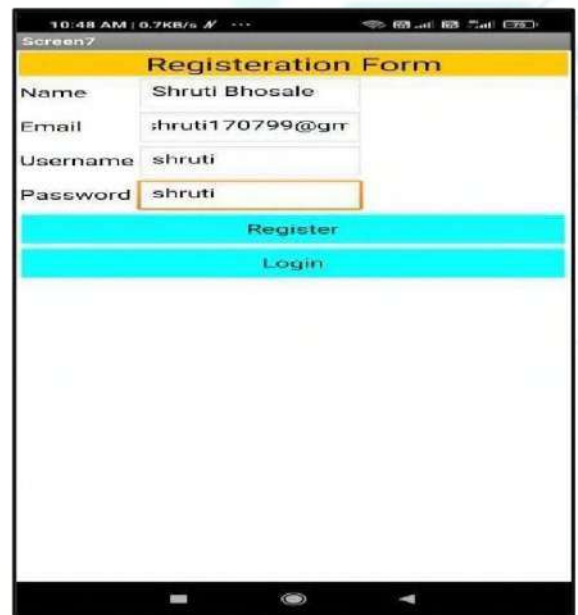 10:48 AM | 0.7KB/s ··· 75
Screen7
Registeration Form
Name Shruti Bhosale
Email hruti170799@gm
Username shruti
Password shruti
Register
Login